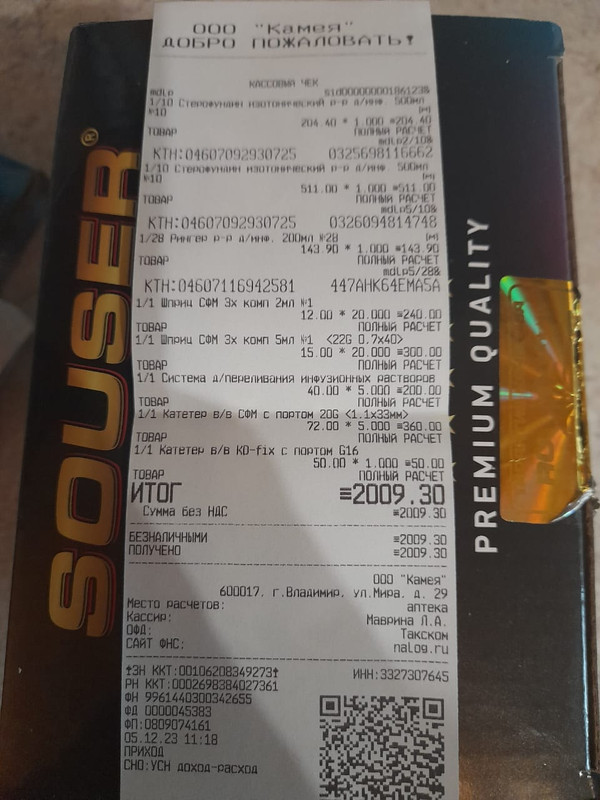 ООО "Камея"
ДОБРО ПОЖАЛОВАТЬ!
КАССОВЫЙ ЧЕК
mdlp
1/10 Стерофундин изотонический р-р д/инф. 500мл №10 [м]
204.40 * 1.000 ≡204.40
ТОВАР ПОЛНЫЙ РАСЧЕТ
mdlp2/10&
КТН:04607092930725 0325698116662
1/10 Стерофундин изотонический р-р д/инф. 500мл №10 [м]
511.00 * 1.000 ≡511.00
ТОВАР ПОЛНЫЙ РАСЧЕТ
mdlp5/10&
КТН:04607092930725 0326094814748
1/28 Рингер р-р д/инф. 200мл №28 [м]
143.90 * 1.000 ≡143.90
ТОВАР ПОЛНЫЙ РАСЧЕТ
mdlp5/28&
КТН:04607116942581 447AHK64EMA5A
1/1 Шприц СФМ 3х комп 2мл №1
12.00 * 20.000 ≡240.00
ТОВАР ПОЛНЫЙ РАСЧЕТ
1/1 Шприц СФМ 3х комп 5мл №1 <22G 0.7х40>
15.00 * 20.000 ≡300.00
ТОВАР ПОЛНЫЙ РАСЧЕТ
1/1 Система д/переливания инфузионных растворов
40.00 * 5.000 ≡200.00
ТОВАР ПОЛНЫЙ РАСЧЕТ
1/1 Катетер в/в СФМ с портом 20G <1.1х33мм>
72.00 * 5.000 ≡360.00
ТОВАР ПОЛНЫЙ РАСЧЕТ
1/1 Катетер в/в KD-fix с портом G16
50.00 * 1.000 ≡50.00
ТОВАР ПОЛНЫЙ РАСЧЕТ
ИТОГ ≡2009.30
Сумма без НДС ≡2009.30
БЕЗНАЛИЧНЫМИ ≡2009.30
ПОЛУЧЕНО ≡2009.30
ООО "Камея"
600017, г.Владимир, ул.Мира, д. 29
Место расчетов: аптека
Кассир: Маврина Л.А.
ОФД: Такском
САЙТ ФНС: nalog.ru
ЗН ККТ:00106208349273 ИНН:3327307645
РН ККТ:0002698384027361
ФН 9961440300342655
ФД 0000045383
ФП:0809074161
05.12.23 11:18
ПРИХОД
СНО:УСН доход-расход
SOUSER®
PREMIUM QUALITY